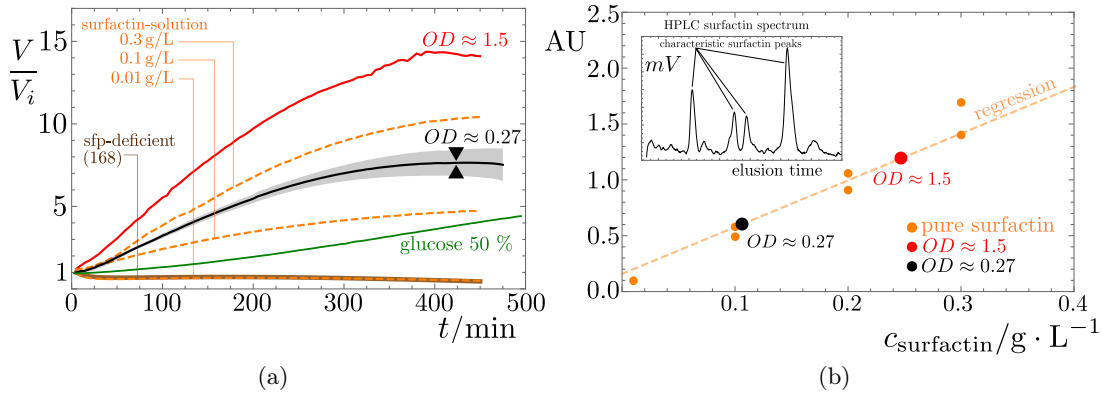 V
V_i
surfactin-solution
0.3 g/L
0.1 g/L
0.01 g/L
sfp-deficient
(168)
OD ≈ 1.5
OD ≈ 0.27
glucose 50 %
15
10
5
1
0
100
200
300
400
500
t/min
(a)
AU
2.5
2.0
1.5
1.0
0.5
0.0
HPLC surfactin spectrum
characteristic surfactin peaks
mV
elusion time
regression
OD ≈ 1.5
OD ≈ 0.27
pure surfactin
OD ≈ 1.5
OD ≈ 0.27
0.1
0.2
0.3
0.4
c_surfactin/g · L⁻¹
(b)